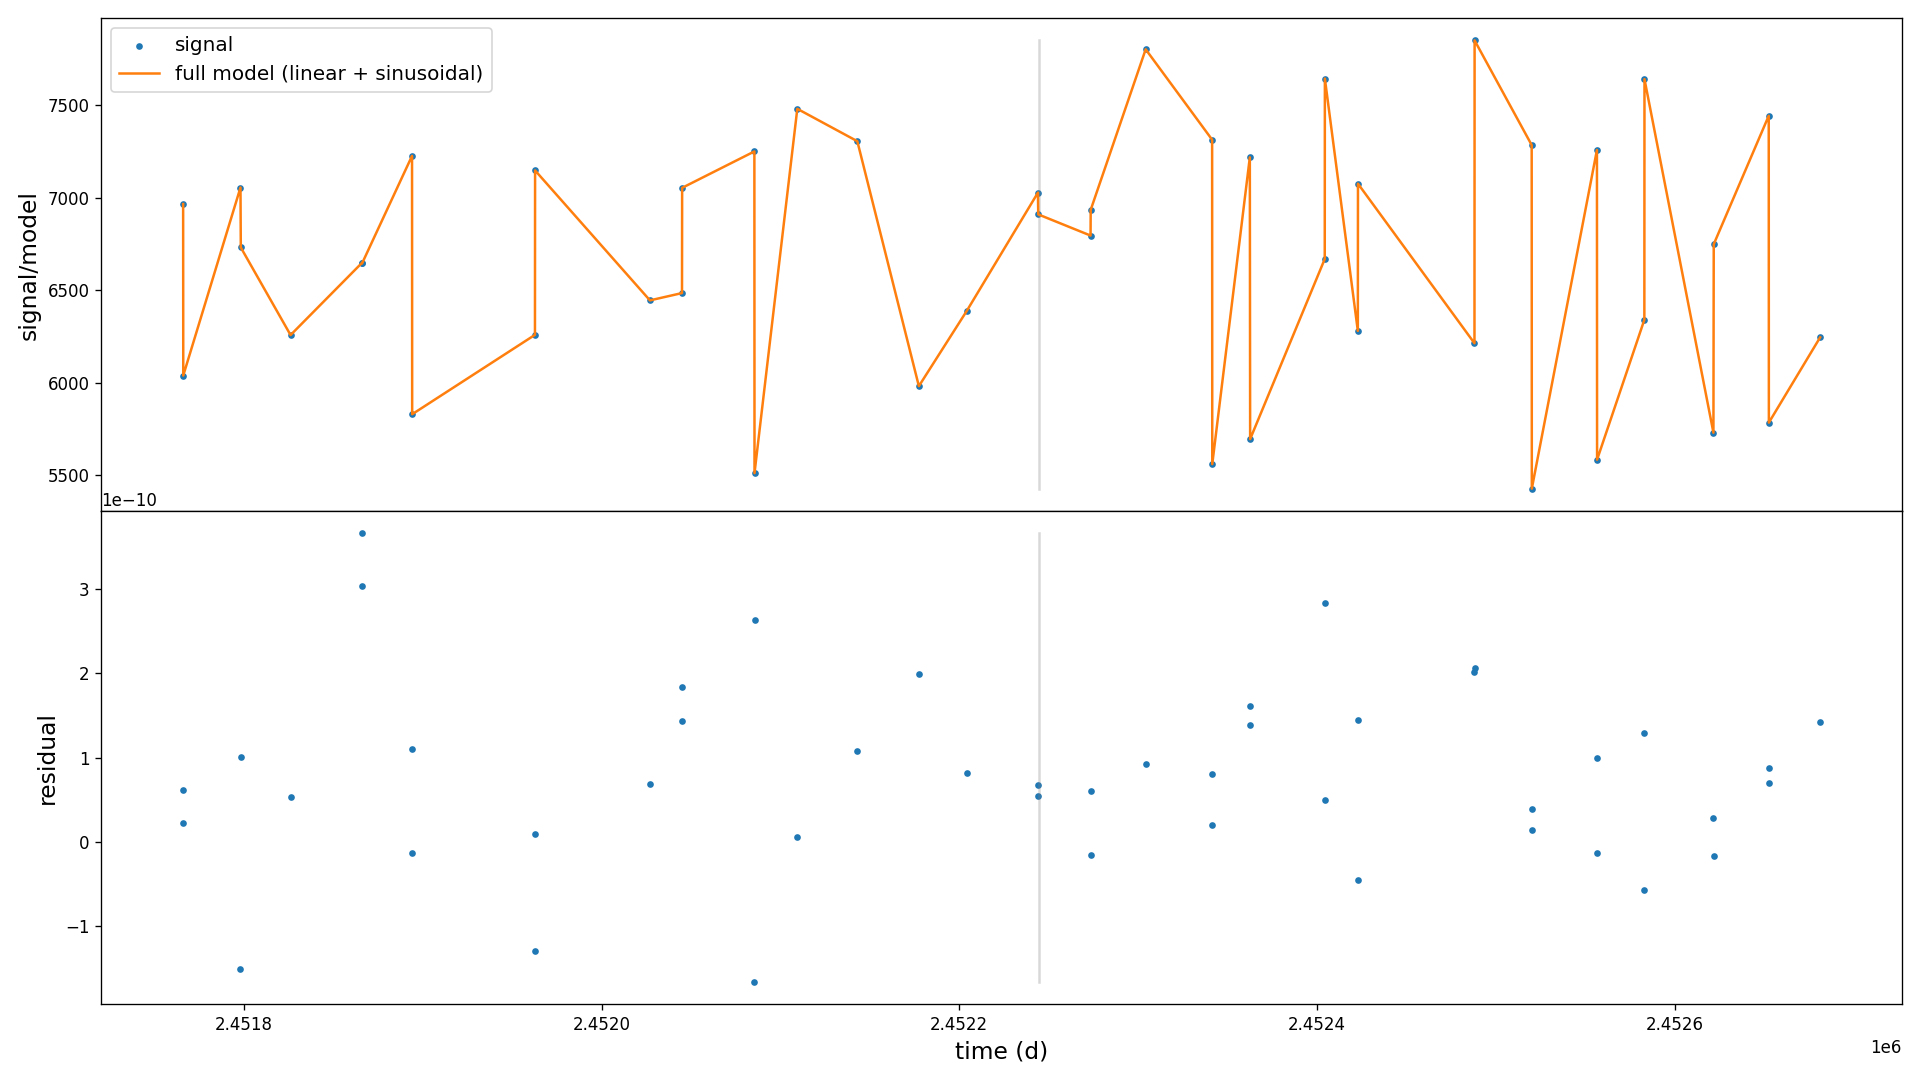 signal
full model (linear + sinusoidal)
signal/model
7500
7000
6500
6000
5500
1e−10
residual
3
2
1
0
−1
2.4518
2.4520
2.4522
2.4524
2.4526
time (d)
1e6